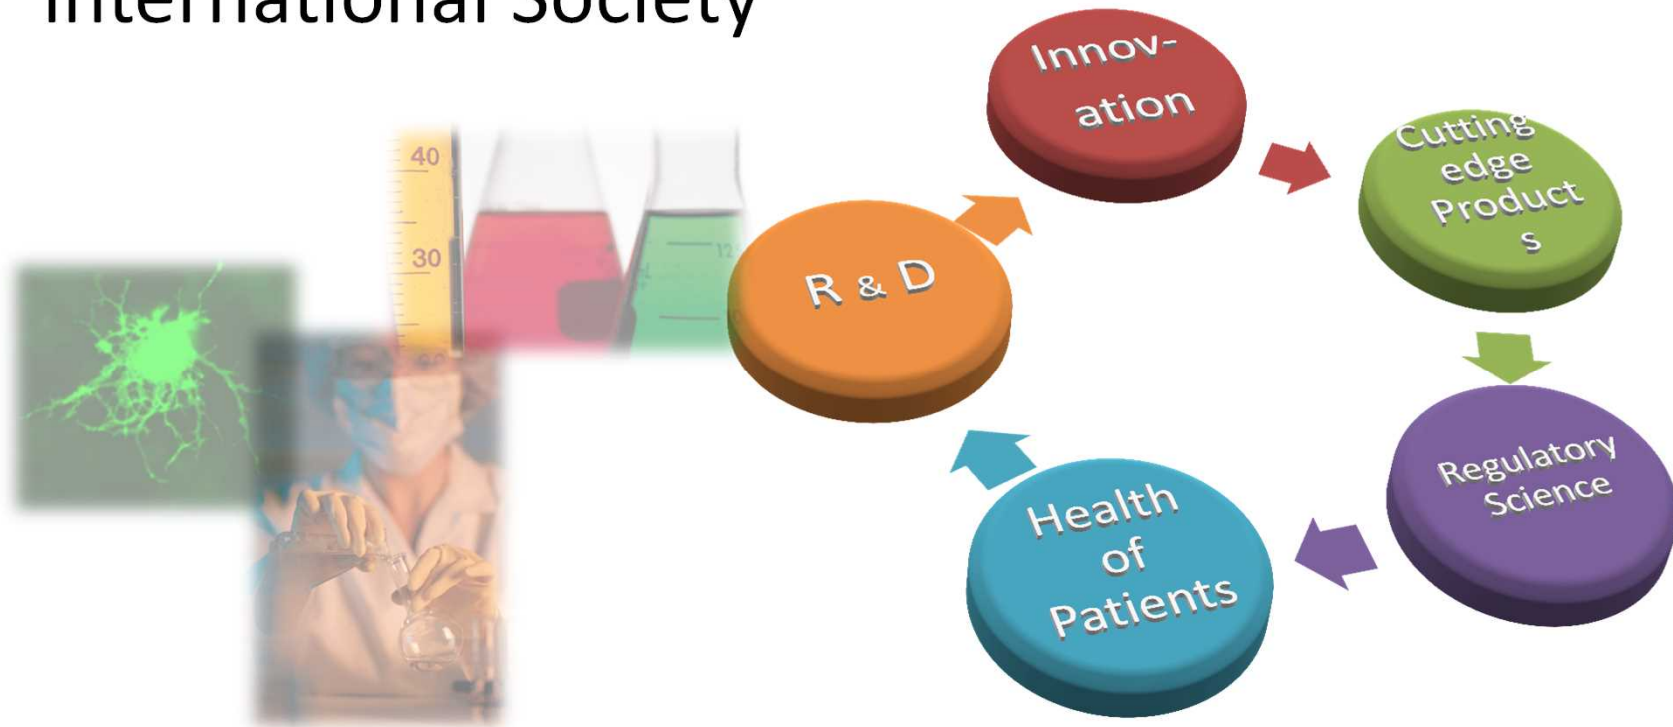 International Society
Innov-
ation
Cutting
edge
Product
s
Regulatory
Science
Health
of
Patients
R & D
40
30